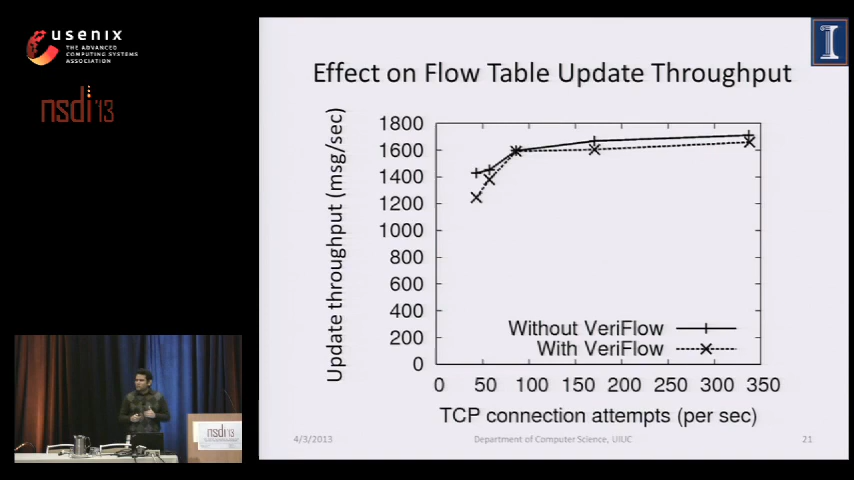 usenix
THE ADVANCED
COMPUTING SYSTEMS
ASSOCIATION
nsdi '13
Effect on Flow Table Update Throughput
Update throughput (msg/sec)
1800
1600
1400
1200
1000
800
600
400
200
0
Without VeriFlow
With VeriFlow
0 50 100 150 200 250 300 350
TCP connection attempts (per sec)
4/3/2013 Department of Computer Science, UIUC 21
I
nsdi'13